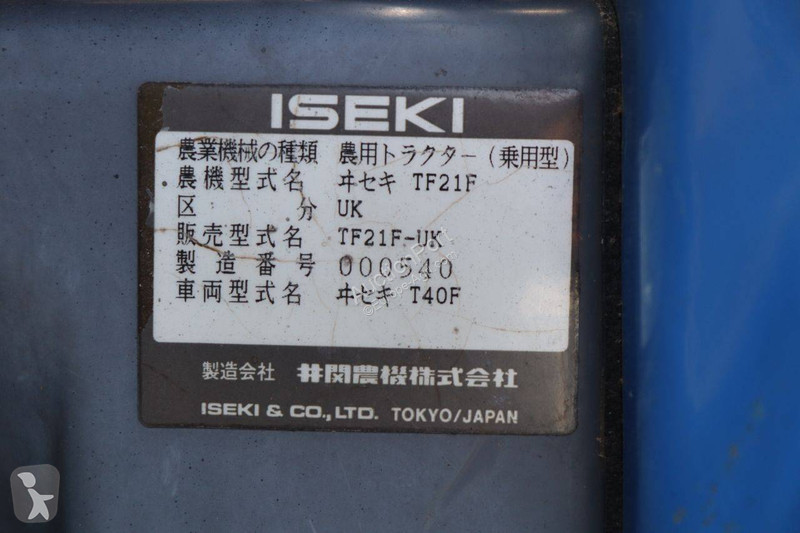 ISEKI
農業機械の種類 農用トラクター(乗用型)
農機型式名 ヰセキ TF21F
区分 UK
販売型式名 TF21F-UK
製造番号 000540
車両型式名 ヰセキ T40F
製造会社 井関農機株式会社
ISEKI & CO., LTD. TOKYO/JAPAN